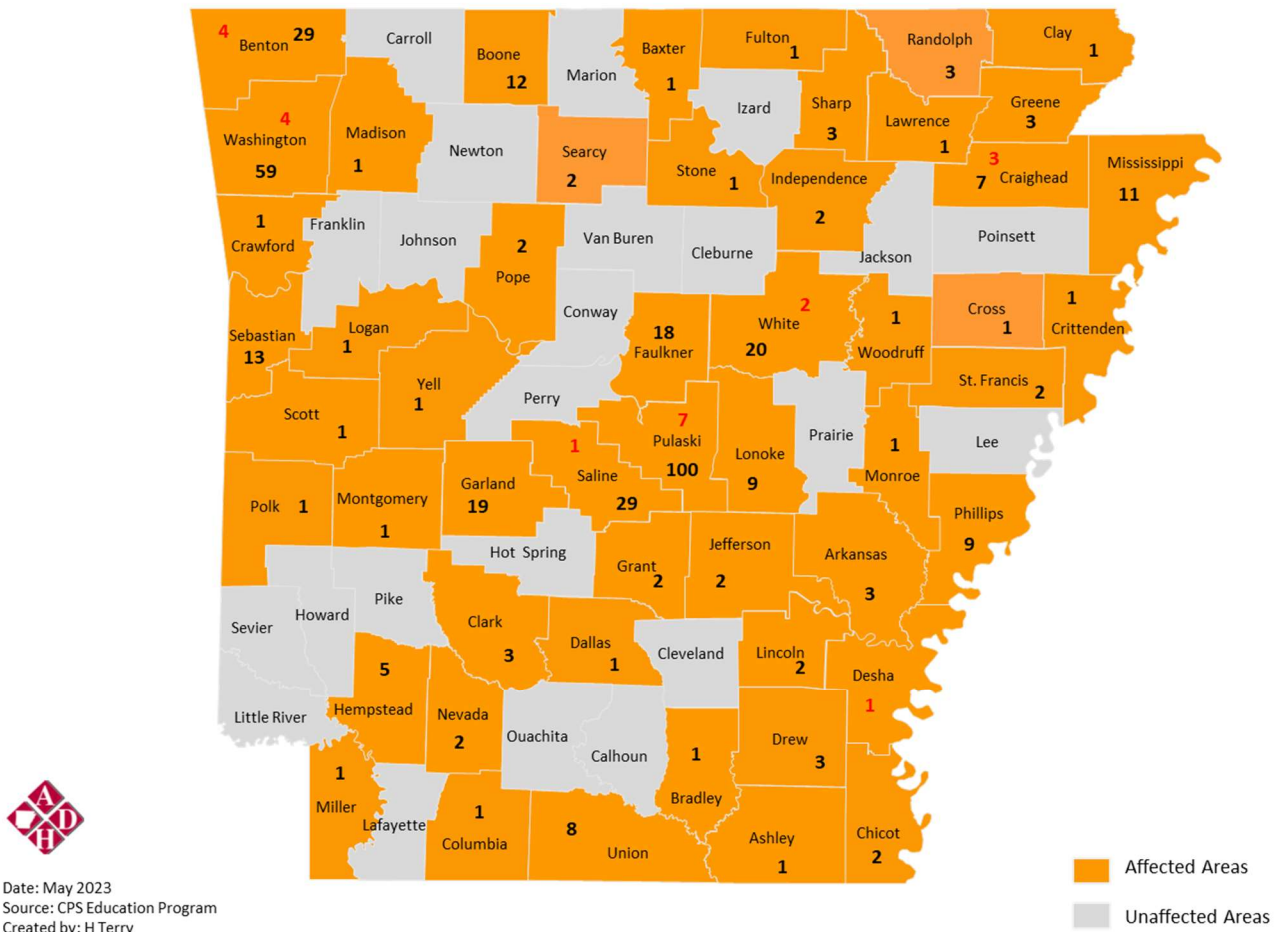 4
Benton 29
Carroll
Boone
12
Marion
Baxter
1
Fulton
1
Randolph
3
Clay
1
4
Washington
59
Madison
1
Newton
Searcy
2
Izard
Sharp
3
Lawrence
1
Greene
3
Stone 1
Independence
2
3
7 Craighead
Mississippi
11
1
Crawford
Franklin
Johnson
2
Pope
Van Buren
Cleburne
Jackson
Poinsett
Sebastian
13
Logan
1
Conway
18
Faulkner
2
White
20
1
Woodruff
Cross
1
1
Crittenden
Scott
1
Yell
1
Perry
St. Francis
2
1
Saline
29
7
Pulaski
100
Lonoke
9
Prairie
1
Monroe
Lee
Polk 1
Montgomery
1
Garland
19
Hot Spring
Grant
2
Jefferson
2
Arkansas
3
Phillips
9
Sevier
Howard
Pike
Clark
3
Dallas
1
Cleveland
Lincoln
2
Desha
1
Little River
5
Hempstead
Nevada
2
Ouachita
Calhoun
1
Bradley
Drew
3
1
Miller
Lafayette
1
Columbia
8
Union
Ashley
1
Chicot
2
A
D
H
Date: May 2023
Source: CPS Education Program
Created by: H Terry
Affected Areas
Unaffected Areas